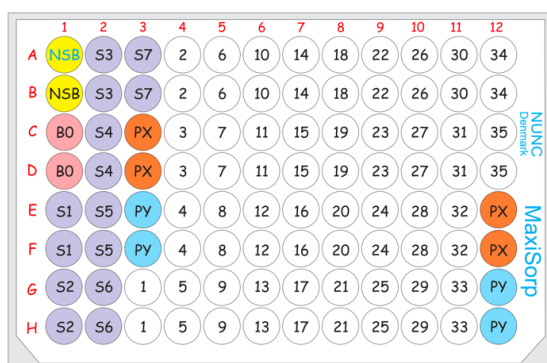 1 2 3 4 5 6 7 8 9 10 11 12
A NSB S3 S7 2 6 10 14 18 22 26 30 34
B NSB S3 S7 2 6 10 14 18 22 26 30 34
C B0 S4 PX 3 7 11 15 19 23 27 31 35
D B0 S4 PX 3 7 11 15 19 23 27 31 35
E S1 S5 PY 4 8 12 16 20 24 28 32 PX
F S1 S5 PY 4 8 12 16 20 24 28 32 PX
G S2 S6 1 5 9 13 17 21 25 29 33 PY
H S2 S6 1 5 9 13 17 21 25 29 33 PY
NUNC
Denmark
MaxiSorp